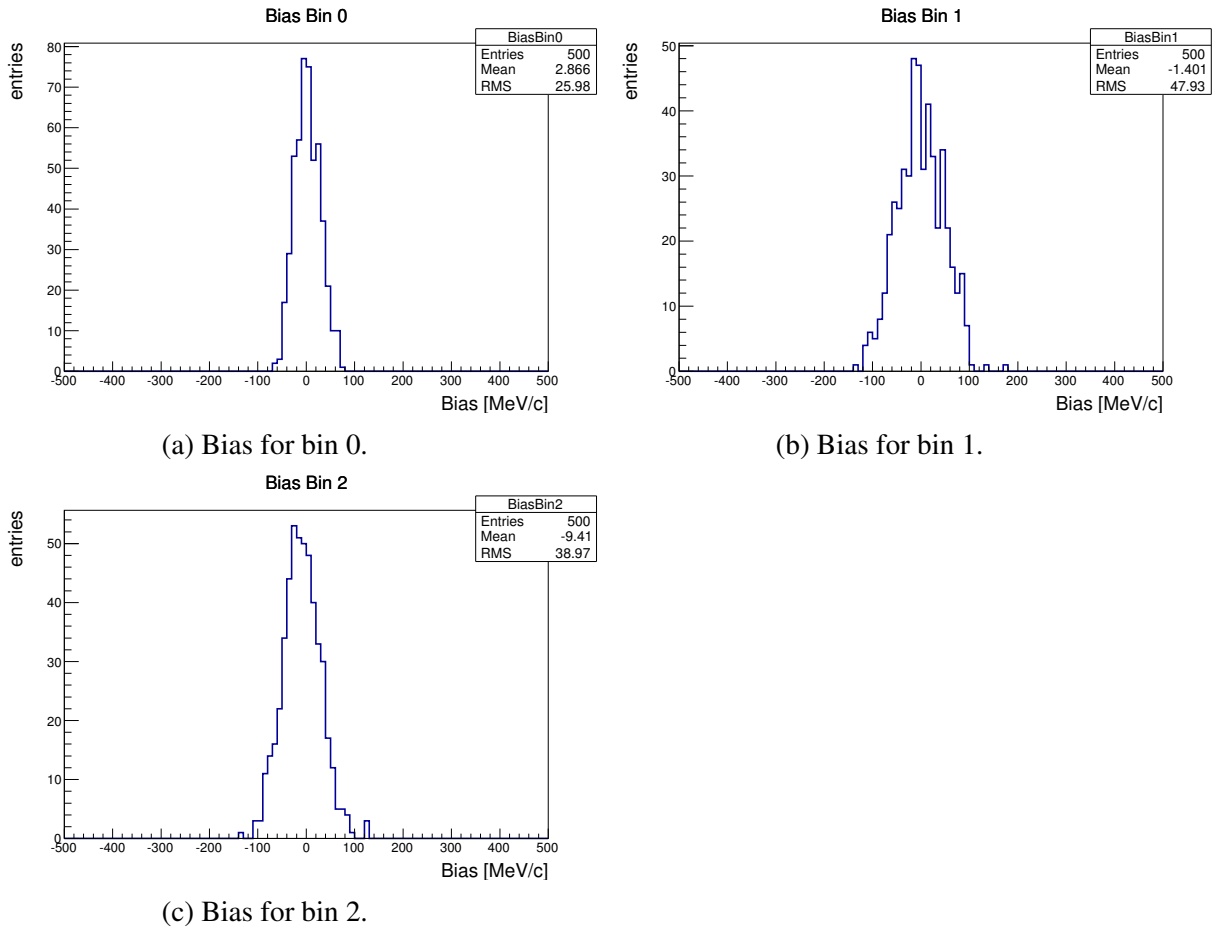 Bias Bin 0
BiasBin0
Entries 500
Mean 2.866
RMS 25.98
entries
80
70
60
50
40
30
20
10
0
-500 -400 -300 -200 -100 0 100 200 300 400 500
Bias [MeV/c]
(a) Bias for bin 0.
Bias Bin 1
BiasBin1
Entries 500
Mean -1.401
RMS 47.93
entries
50
40
30
20
10
0
-500 -400 -300 -200 -100 0 100 200 300 400 500
Bias [MeV/c]
(b) Bias for bin 1.
Bias Bin 2
BiasBin2
Entries 500
Mean -9.41
RMS 38.97
entries
50
40
30
20
10
0
-500 -400 -300 -200 -100 0 100 200 300 400 500
Bias [MeV/c]
(c) Bias for bin 2.